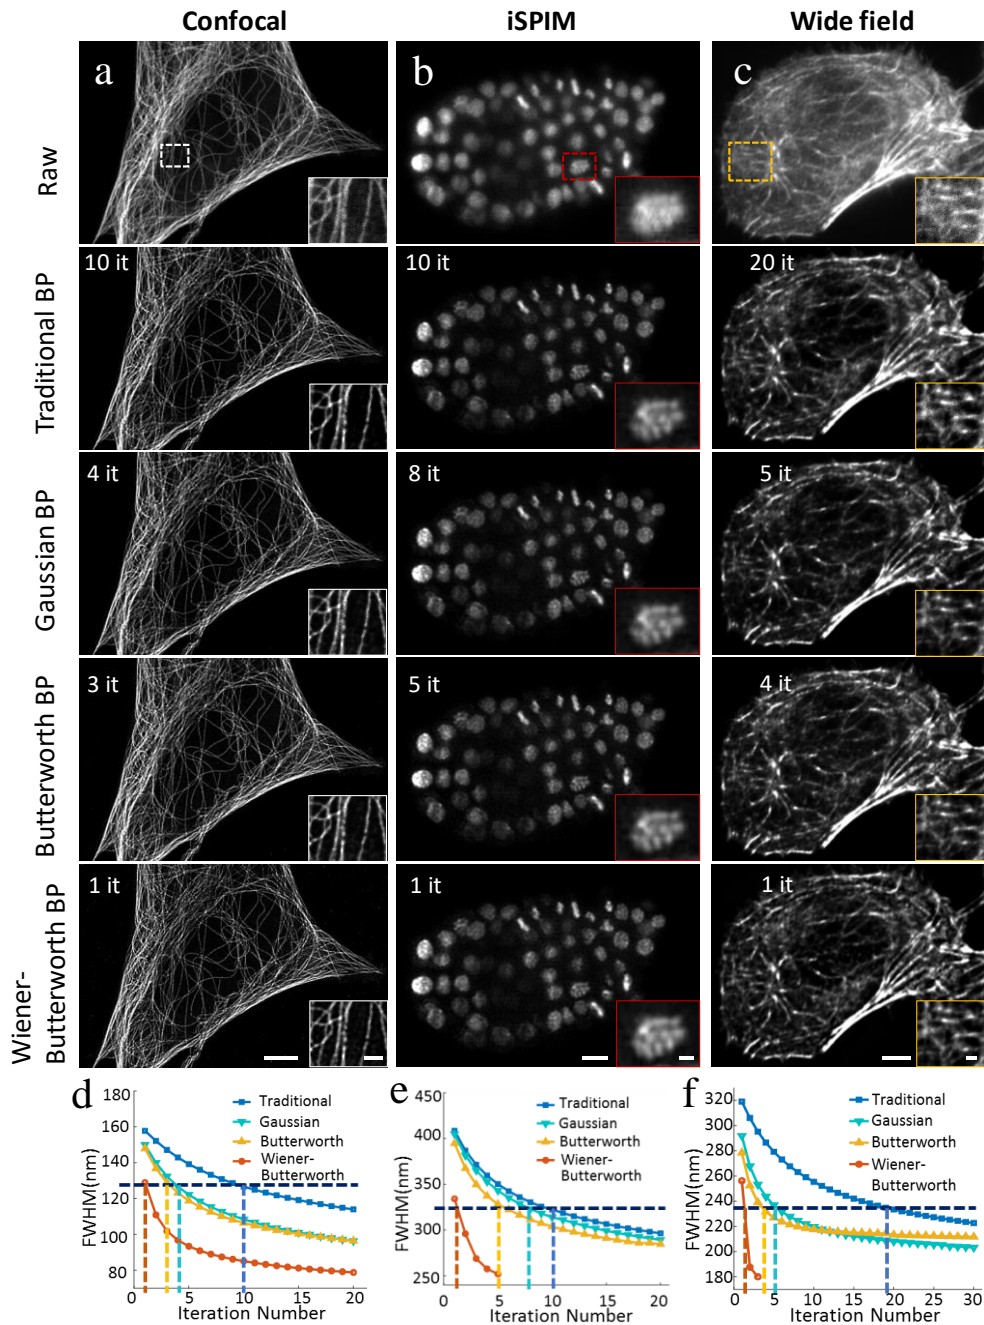 Confocal
iSPIM
Wide field
Raw
a
b
c
Traditional BP
10 it
10 it
20 it
Gaussian BP
4 it
8 it
5 it
Butterworth BP
3 it
5 it
4 it
Wiener-
Butterworth BP
1 it
1 it
1 it
d
180
160
140
120
100
80
FWHM(nm)
Traditional
Gaussian
Butterworth
Wiener-
Butterworth
0 5 10 15 20
Iteration Number
e
450
400
350
300
250
FWHM(nm)
Traditional
Gaussian
Butterworth
Wiener-
Butterworth
0 5 10 15 20
Iteration Number
f
320
300
280
260
240
220
200
180
FWHM(nm)
Traditional
Gaussian
Butterworth
Wiener-
Butterworth
0 5 10 15 20 25 30
Iteration Number